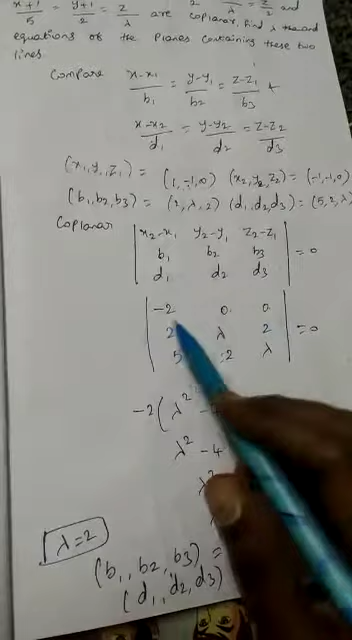 x+1/5 = y+1/2 = z/λ are coplanar, find λ and
equations of the planes containing these two
lines.
Compare x-x₁/b₁ = y-y₁/b₂ = z-z₁/b₃ +
x-x₂/d₁ = y-y₂/d₂ = z-z₂/d₃
(x₁,y₁,z₁) = (1,-1,0) (x₂,y₂,z₂) = (-1,-1,0)
(b₁,b₂,b₃) = (2,λ,2) (d₁,d₂,d₃) = (5,2,λ)
Coplanar | x₂-x₁ y₂-y₁ z₂-z₁ |
| b₁ b₂ b₃ | = 0
| d₁ d₂ d₃ |
| -2 0 0 |
| 2 λ 2 | = 0
| 5 2 λ |
-2(λ² - 4
λ² - 4
λ²
λ = 2
(b₁, b₂, b₃) =
(d₁, d₂, d₃)